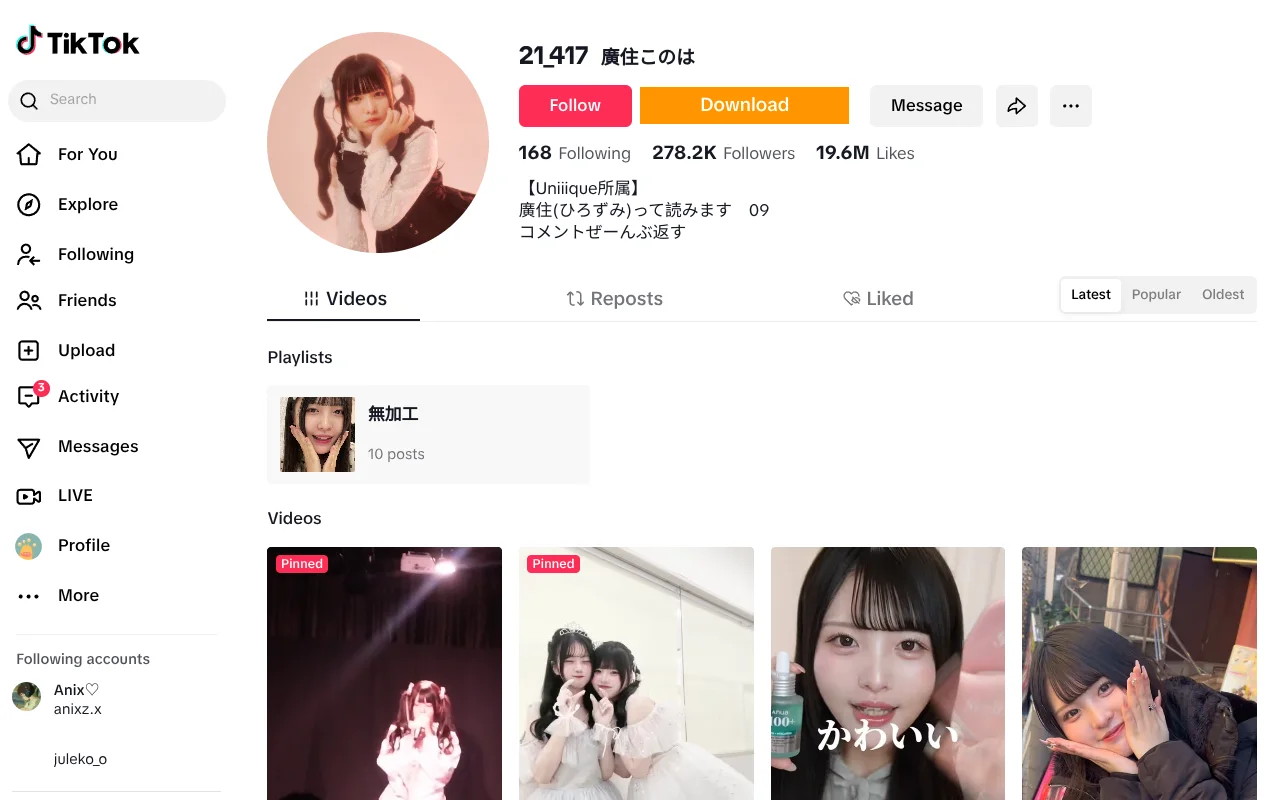 TikTok
Search
For You
Explore
Following
Friends
Upload
3
Activity
Messages
LIVE
Profile
More
Following accounts
Anix♡
anixz.x
juleko_o
21_417 廣住このは
Follow
Download
Message
168 Following 278.2K Followers 19.6M Likes
【Uniiique所属】
廣住(ひろずみ)って読みます 09
コメントぜーんぶ返す
Videos
Reposts
Liked
Latest
Popular
Oldest
Playlists
無加工
10 posts
Videos
Pinned
Pinned
100+
かわいい